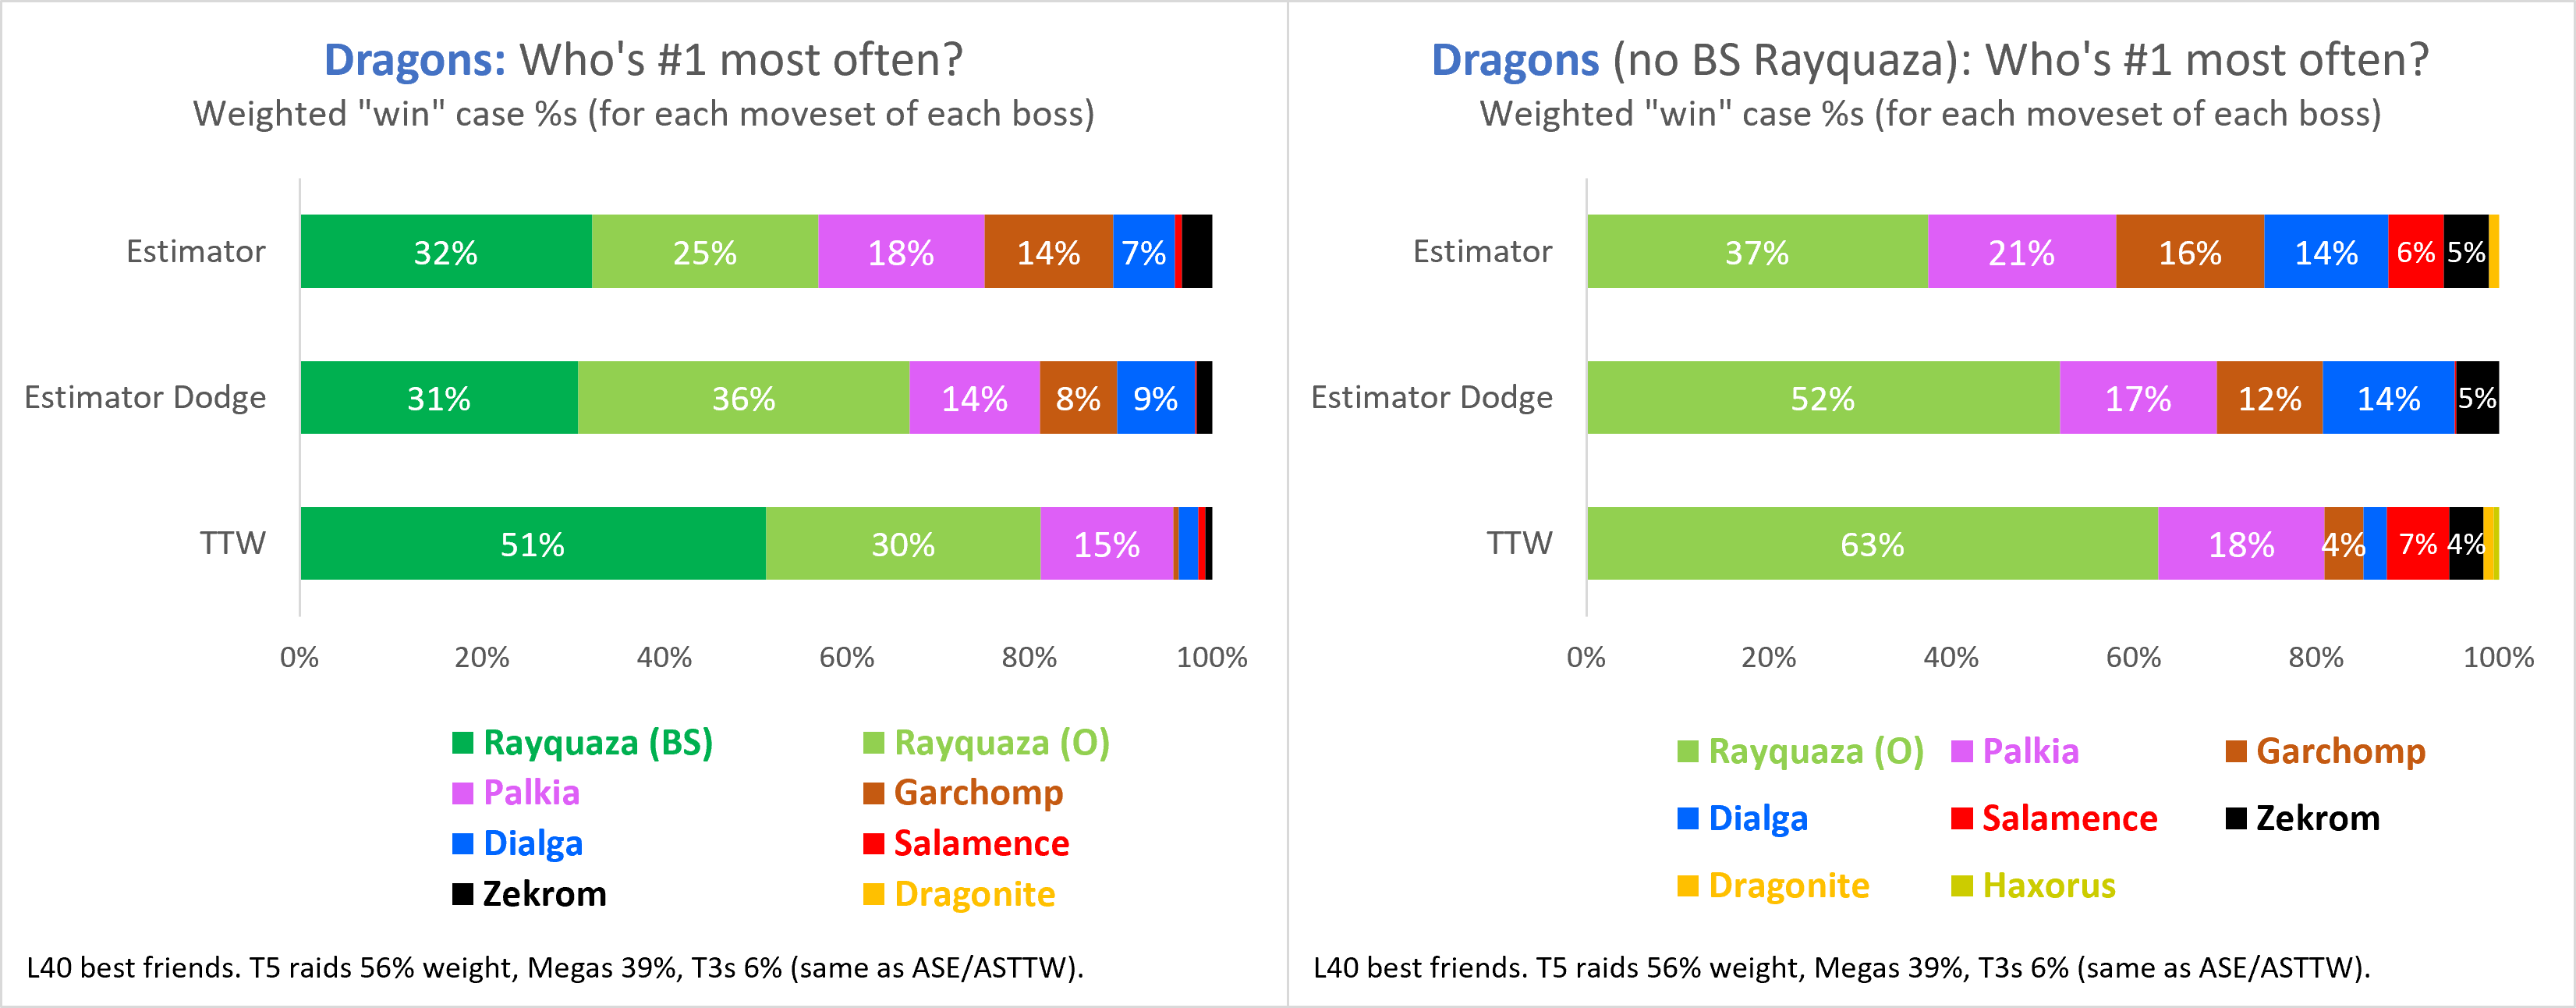 Dragons: Who's #1 most often?
Weighted "win" case %s (for each moveset of each boss)
Estimator 32% 25% 18% 14% 7%
Estimator Dodge 31% 36% 14% 8% 9%
TTW 51% 30% 15%
0% 20% 40% 60% 80% 100%
Rayquaza (BS) Rayquaza (O)
Palkia Garchomp
Dialga Salamence
Zekrom Dragonite
L40 best friends. T5 raids 56% weight, Megas 39%, T3s 6% (same as ASE/ASTTW).
Dragons (no BS Rayquaza): Who's #1 most often?
Weighted "win" case %s (for each moveset of each boss)
Estimator 37% 21% 16% 14% 6% 5%
Estimator Dodge 52% 17% 12% 14% 5%
TTW 63% 18% 4% 7% 4%
0% 20% 40% 60% 80% 100%
Rayquaza (O) Palkia Garchomp
Dialga Salamence Zekrom
Dragonite Haxorus
L40 best friends. T5 raids 56% weight, Megas 39%, T3s 6% (same as ASE/ASTTW).